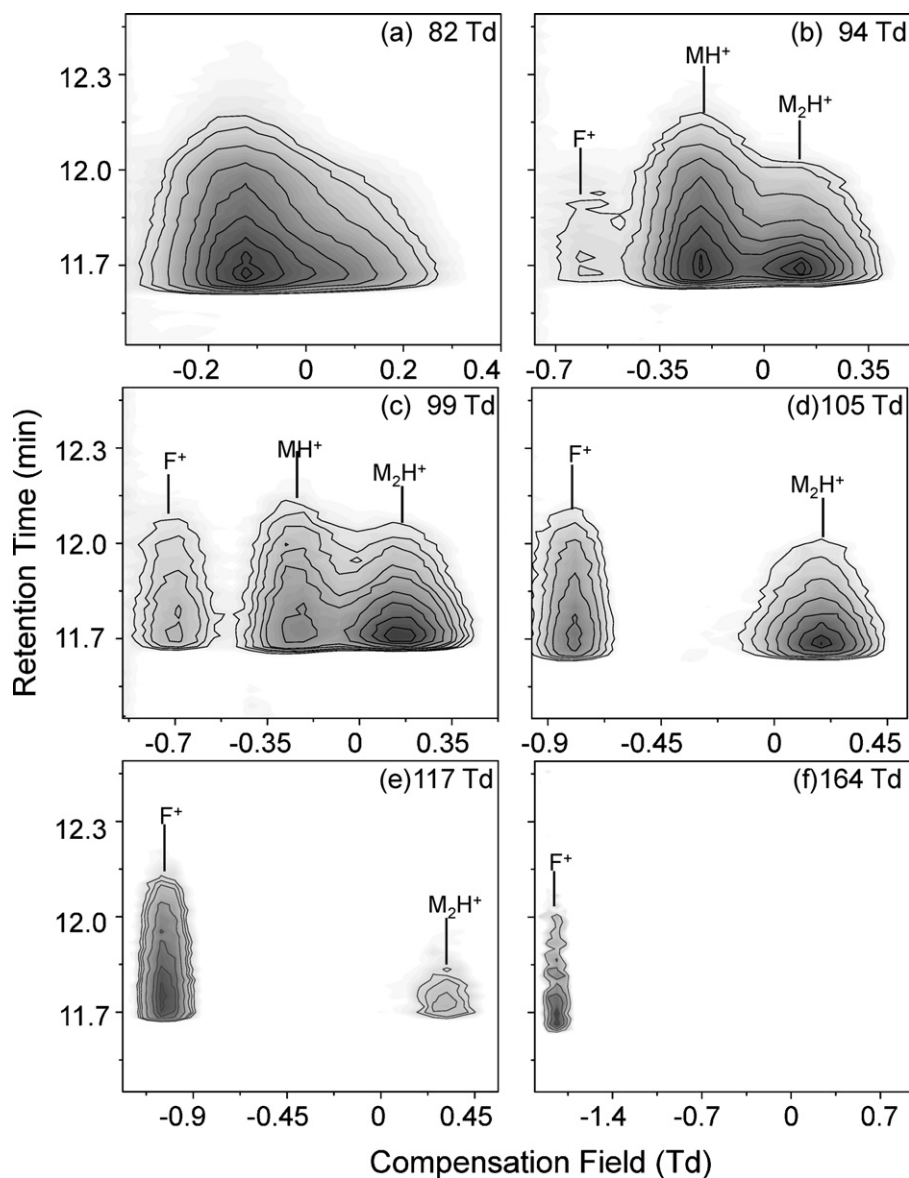 (a) 82 Td
12.3
12.0
11.7
-0.2 0 0.2 0.4
(b) 94 Td
MH+
M2H+
F+
-0.7 -0.35 0 0.35
(c) 99 Td
F+
MH+
M2H+
12.3
12.0
11.7
-0.7 -0.35 0 0.35
(d)105 Td
F+
M2H+
-0.9 -0.45 0 0.45
(e)117 Td
F+
M2H+
12.3
12.0
11.7
-0.9 -0.45 0 0.45
(f)164 Td
F+
-1.4 -0.7 0 0.7
Retention Time (min)
Compensation Field (Td)